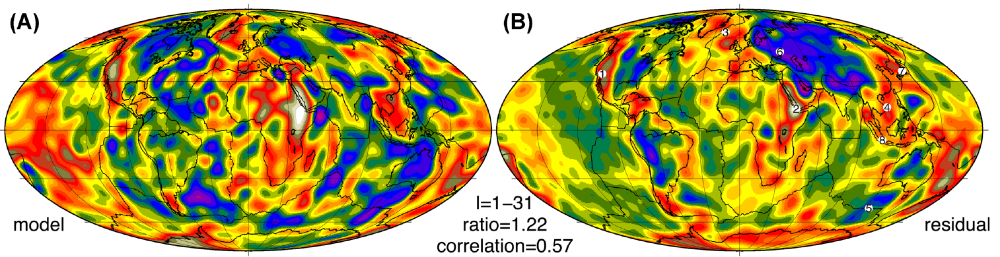 (A)
(B)
3
6
1
7
2
4
8
5
l=1−31
ratio=1.22
correlation=0.57
model
residual